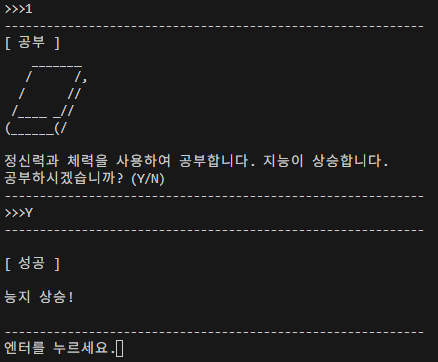 >>>1
------------------------------------------------------------
[ 공부 ]
    _______
   /      /,
  /      //
 /____ _//
(______(/
정신력과 체력을 사용하여 공부합니다. 지능이 상승합니다.
공부하시겠습니까? (Y/N)
------------------------------------------------------------
>>>Y
------------------------------------------------------------
[ 성공 ]
능지 상승!
------------------------------------------------------------
엔터를 누르세요.